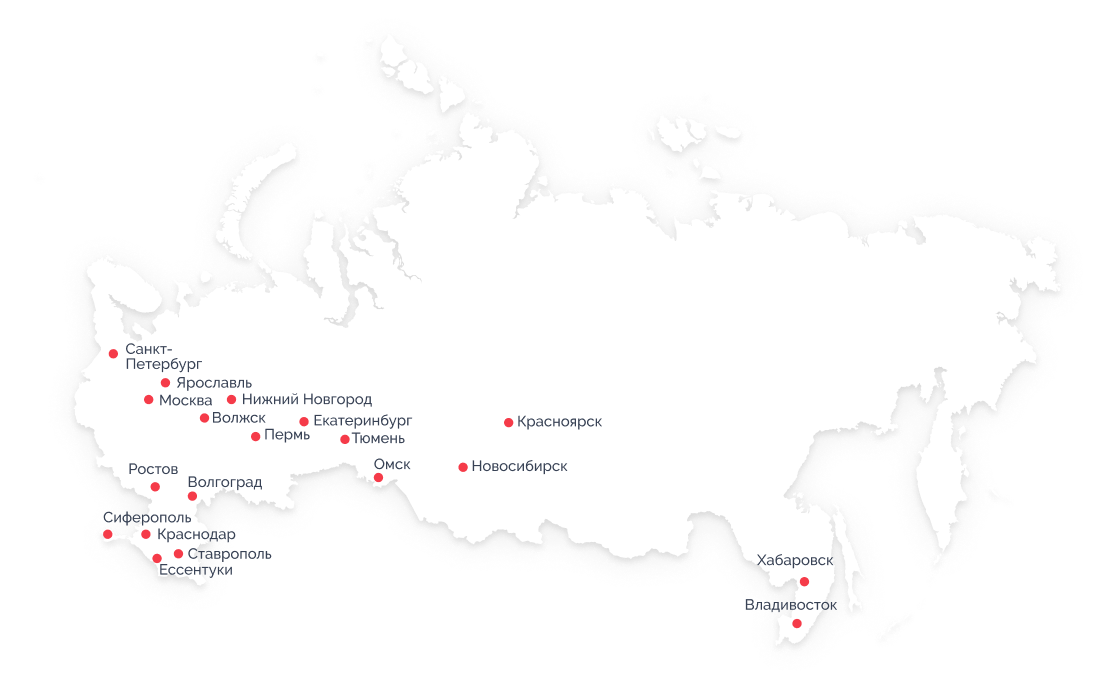 Санкт-
Петербург
Ярославль
Москва
Нижний Новгород
Волжск
Екатеринбург
Красноярск
Пермь
Тюмень
Омск
Новосибирск
Ростов
Волгоград
Сиферополь
Краснодар
Ставрополь
Ессентуки
Хабаровск
Владивосток